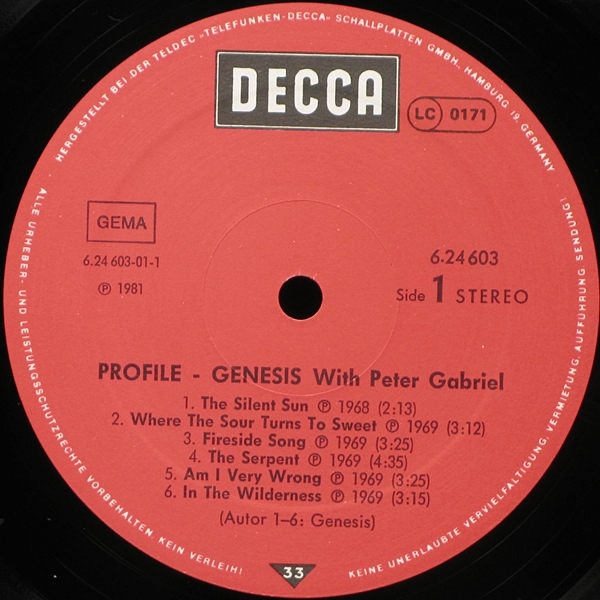 HERGESTELLT BEI DER TELDEC „TELEFUNKEN-DECCA" SCHALLPLATTEN GMBH., HAMBURG 19, GERMANY
DECCA
LC 0171
GEMA
6.24 603-01-1
℗ 1981
6.24 603
Side 1 STEREO
PROFILE - GENESIS With Peter Gabriel
1. The Silent Sun ℗ 1968 (2:13)
2. Where The Sour Turns To Sweet ℗ 1969 (3:12)
3. Fireside Song ℗ 1969 (3:25)
4. The Serpent ℗ 1969 (4:35)
5. Am I Very Wrong ℗ 1969 (3:25)
6. In The Wilderness ℗ 1969 (3:15)
(Autor 1–6: Genesis)
33
ALLE URHEBER- UND LEISTUNGSSCHUTZRECHTE VORBEHALTEN. KEIN VERLEIH!
KEINE UNERLAUBTE VERVIELFÄLTIGUNG, VERMIETUNG, AUFFÜHRUNG, SENDUNG!